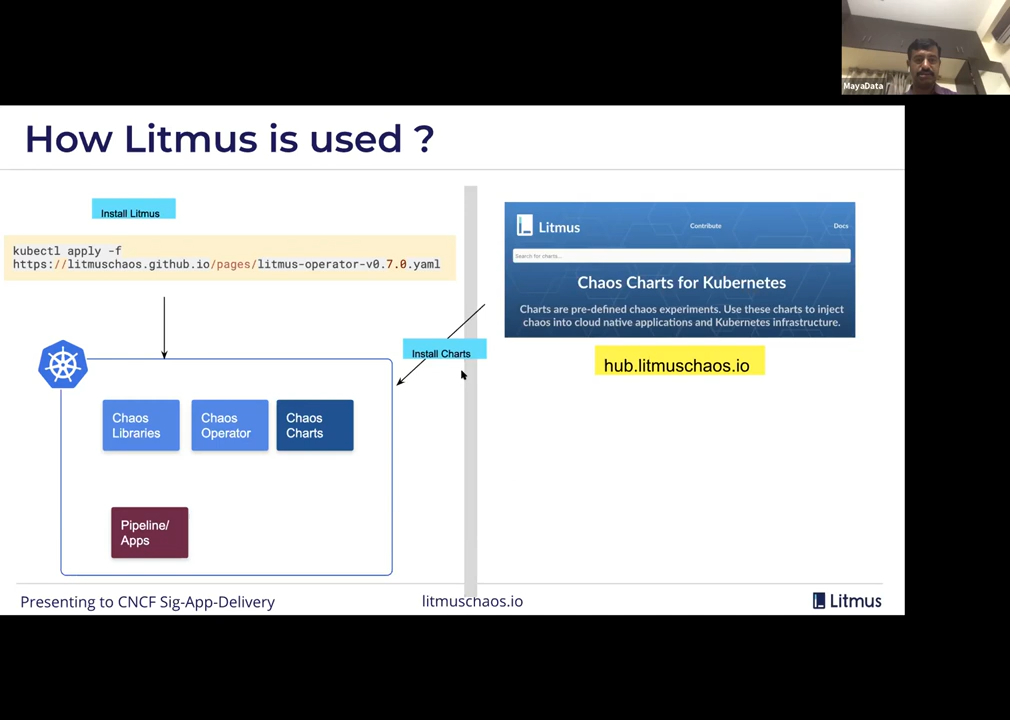 MayaData
How Litmus is used ?
Install Litmus
kubectl apply -f
https://litmuschaos.github.io/pages/litmus-operator-v0.7.0.yaml
Litmus
Contribute
Docs
Search for charts...
Chaos Charts for Kubernetes
Charts are pre-defined chaos experiments. Use these charts to inject
chaos into cloud native applications and Kubernetes infrastructure.
Install Charts
hub.litmuschaos.io
Chaos
Libraries
Chaos
Operator
Chaos
Charts
Pipeline/
Apps
Presenting to CNCF Sig-App-Delivery
litmuschaos.io
Litmus